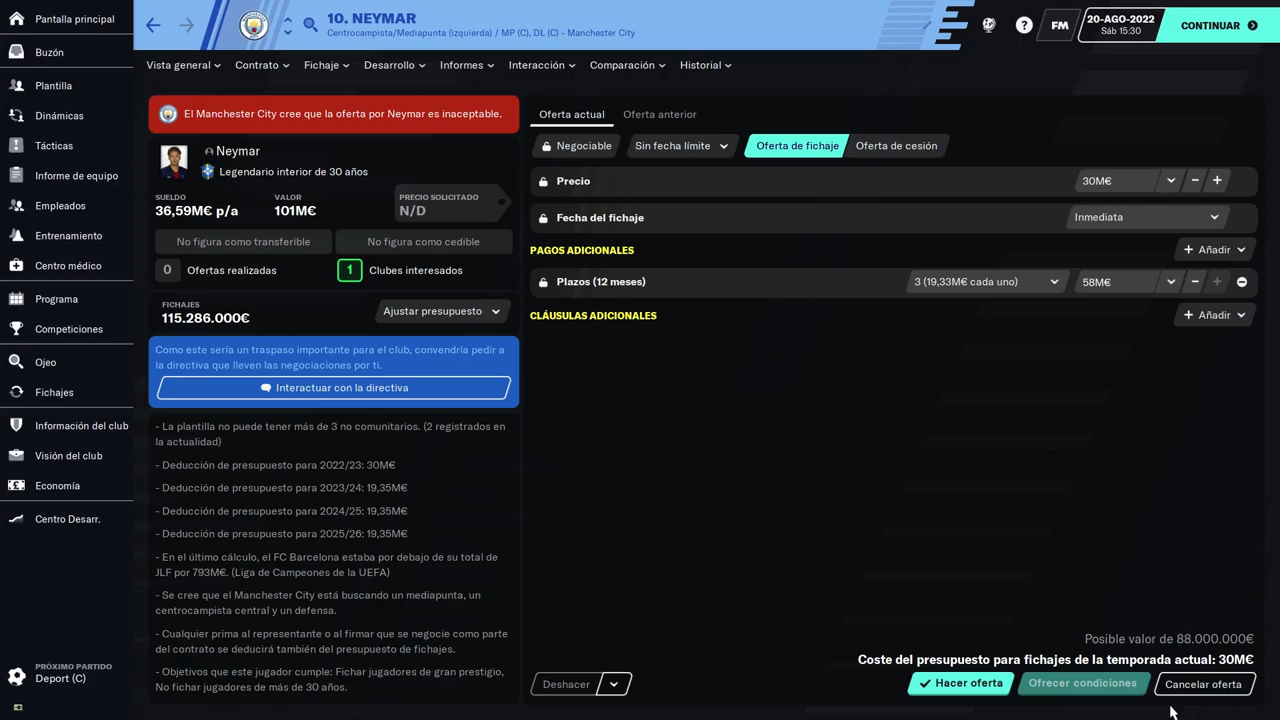 Pantalla principal
Buzón
Plantilla
Dinámicas
Tácticas
Informe de equipo
Empleados
Entrenamiento
Centro médico
Programa
Competiciones
Ojeo
Fichajes
Información del club
Visión del club
Economía
Centro Desarr.
PRÓXIMO PARTIDO
Deport (C)
10. NEYMAR
Centrocampista/Mediapunta (izquierda) / MP (C), DL (C) - Manchester City
FM
20-AGO-2022
Sáb 15:30
CONTINUAR
Vista general
Contrato
Fichaje
Desarrollo
Informes
Interacción
Comparación
Historial
El Manchester City cree que la oferta por Neymar es inaceptable.
Neymar
Legendario interior de 30 años
SUELDO
36,59M€ p/a
VALOR
101M€
PRECIO SOLICITADO
N/D
No figura como transferible
No figura como cedible
0 Ofertas realizadas
1 Clubes interesados
FICHAJES
115.286.000€
Ajustar presupuesto
Como este sería un traspaso importante para el club, convendría pedir a
la directiva que lleven las negociaciones por ti.
Interactuar con la directiva
- La plantilla no puede tener más de 3 no comunitarios. (2 registrados en
la actualidad)
- Deducción de presupuesto para 2022/23: 30M€
- Deducción de presupuesto para 2023/24: 19,35M€
- Deducción de presupuesto para 2024/25: 19,35M€
- Deducción de presupuesto para 2025/26: 19,35M€
- En el último cálculo, el FC Barcelona estaba por debajo de su total de
JLF por 793M€. (Liga de Campeones de la UEFA)
- Se cree que el Manchester City está buscando un mediapunta, un
centrocampista central y un defensa.
- Cualquier prima al representante o al firmar que se negocie como parte
del contrato se deducirá también del presupuesto de fichajes.
- Objetivos que este jugador cumple: Fichar jugadores de gran prestigio,
No fichar jugadores de más de 30 años.
Oferta actual
Oferta anterior
Negociable
Sin fecha límite
Oferta de fichaje
Oferta de cesión
Precio
30M€
Fecha del fichaje
Inmediata
PAGOS ADICIONALES
Añadir
Plazos (12 meses)
3 (19,33M€ cada uno)
58M€
CLÁUSULAS ADICIONALES
Añadir
Posible valor de 88.000.000€
Coste del presupuesto para fichajes de la temporada actual: 30M€
Deshacer
Hacer oferta
Ofrecer condiciones
Cancelar oferta